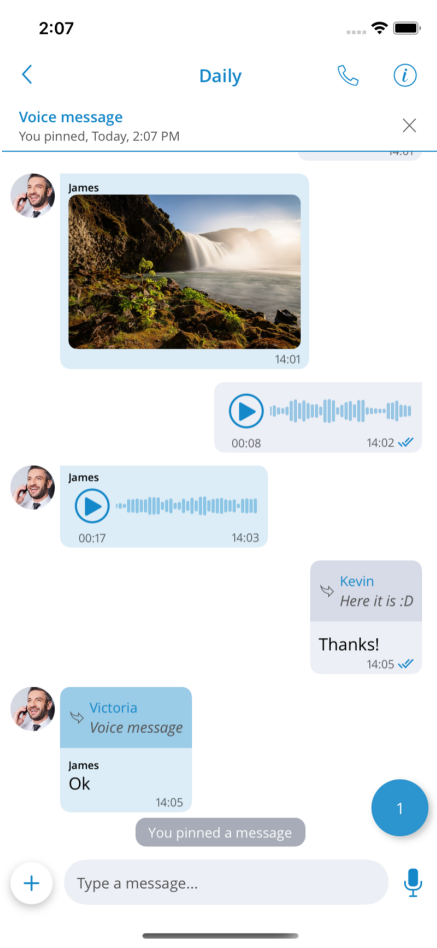 2:07
Daily
Voice message
You pinned, Today, 2:07 PM
14:01
James
14:01
00:08
14:02
James
00:17
14:03
Kevin
Here it is :D
Thanks!
14:05
Victoria
Voice message
James
Ok
14:05
1
You pinned a message
Type a message...